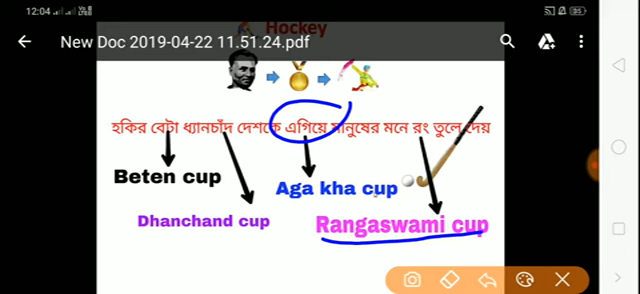 12:04
New Doc 2019-04-22 11.51.24.pdf
Hockey
হকির বেটা ধ্যানচাঁদ দেশকে এগিয়ে মানুষের মনে রং তুলে দেয়
Beten cup
Aga kha cup
Dhanchand cup
Rangaswami cup